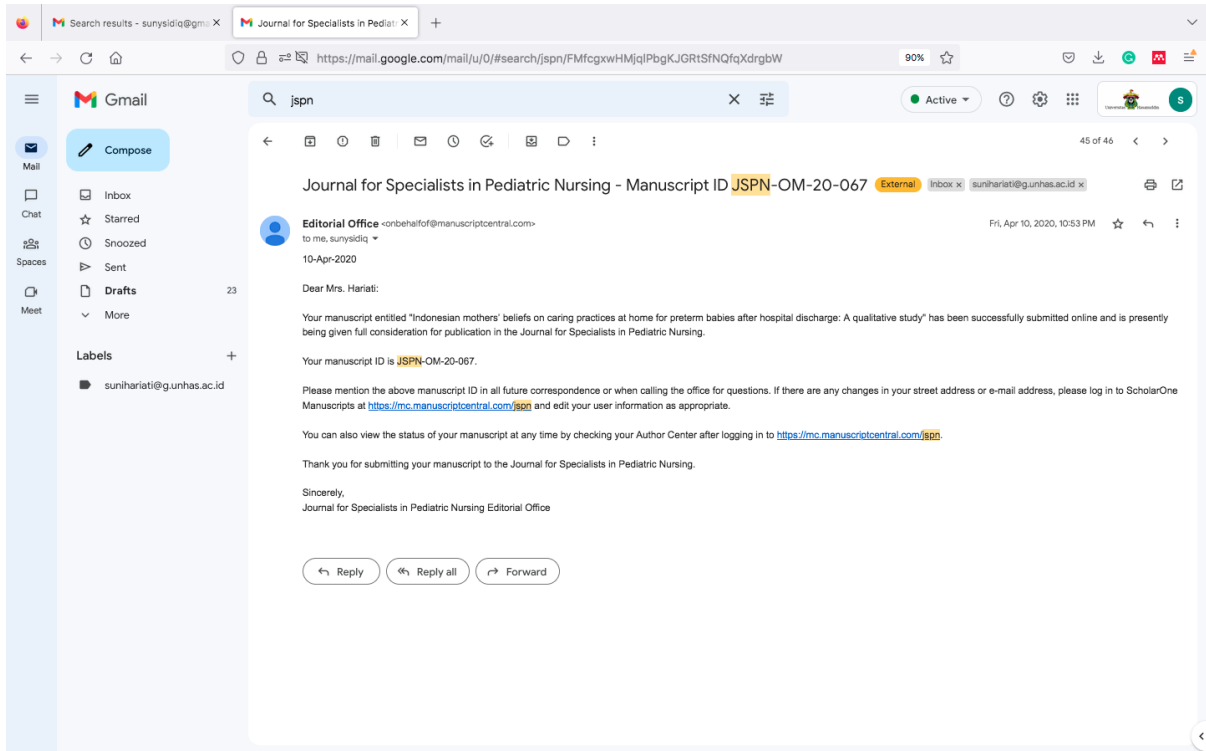 Search results - sunysidiq@gma
Journal for Specialists in Pediatr
https://mail.google.com/mail/u/0/#search/jspn/FMfcgxwHMjqlPbgKJGRtSfNQfqXdrgbW
90%
Gmail
jspn
Active
S
Mail
Chat
Spaces
Meet
Compose
Inbox
Starred
Snoozed
Sent
Drafts 23
More
Labels
sunihariati@g.unhas.ac.id
45 of 46
Journal for Specialists in Pediatric Nursing - Manuscript ID JSPN-OM-20-067 External Inbox x sunihariati@g.unhas.ac.id x
Editorial Office <onbehalfof@manuscriptcentral.com> Fri, Apr 10, 2020, 10:53 PM
to me, sunysidiq
10-Apr-2020
Dear Mrs. Hariati:
Your manuscript entitled "Indonesian mothers' beliefs on caring practices at home for preterm babies after hospital discharge: A qualitative study" has been successfully submitted online and is presently
being given full consideration for publication in the Journal for Specialists in Pediatric Nursing.
Your manuscript ID is JSPN-OM-20-067.
Please mention the above manuscript ID in all future correspondence or when calling the office for questions. If there are any changes in your street address or e-mail address, please log in to ScholarOne
Manuscripts at https://mc.manuscriptcentral.com/jspn and edit your user information as appropriate.
You can also view the status of your manuscript at any time by checking your Author Center after logging in to https://mc.manuscriptcentral.com/jspn.
Thank you for submitting your manuscript to the Journal for Specialists in Pediatric Nursing.
Sincerely,
Journal for Specialists in Pediatric Nursing Editorial Office
Reply
Reply all
Forward